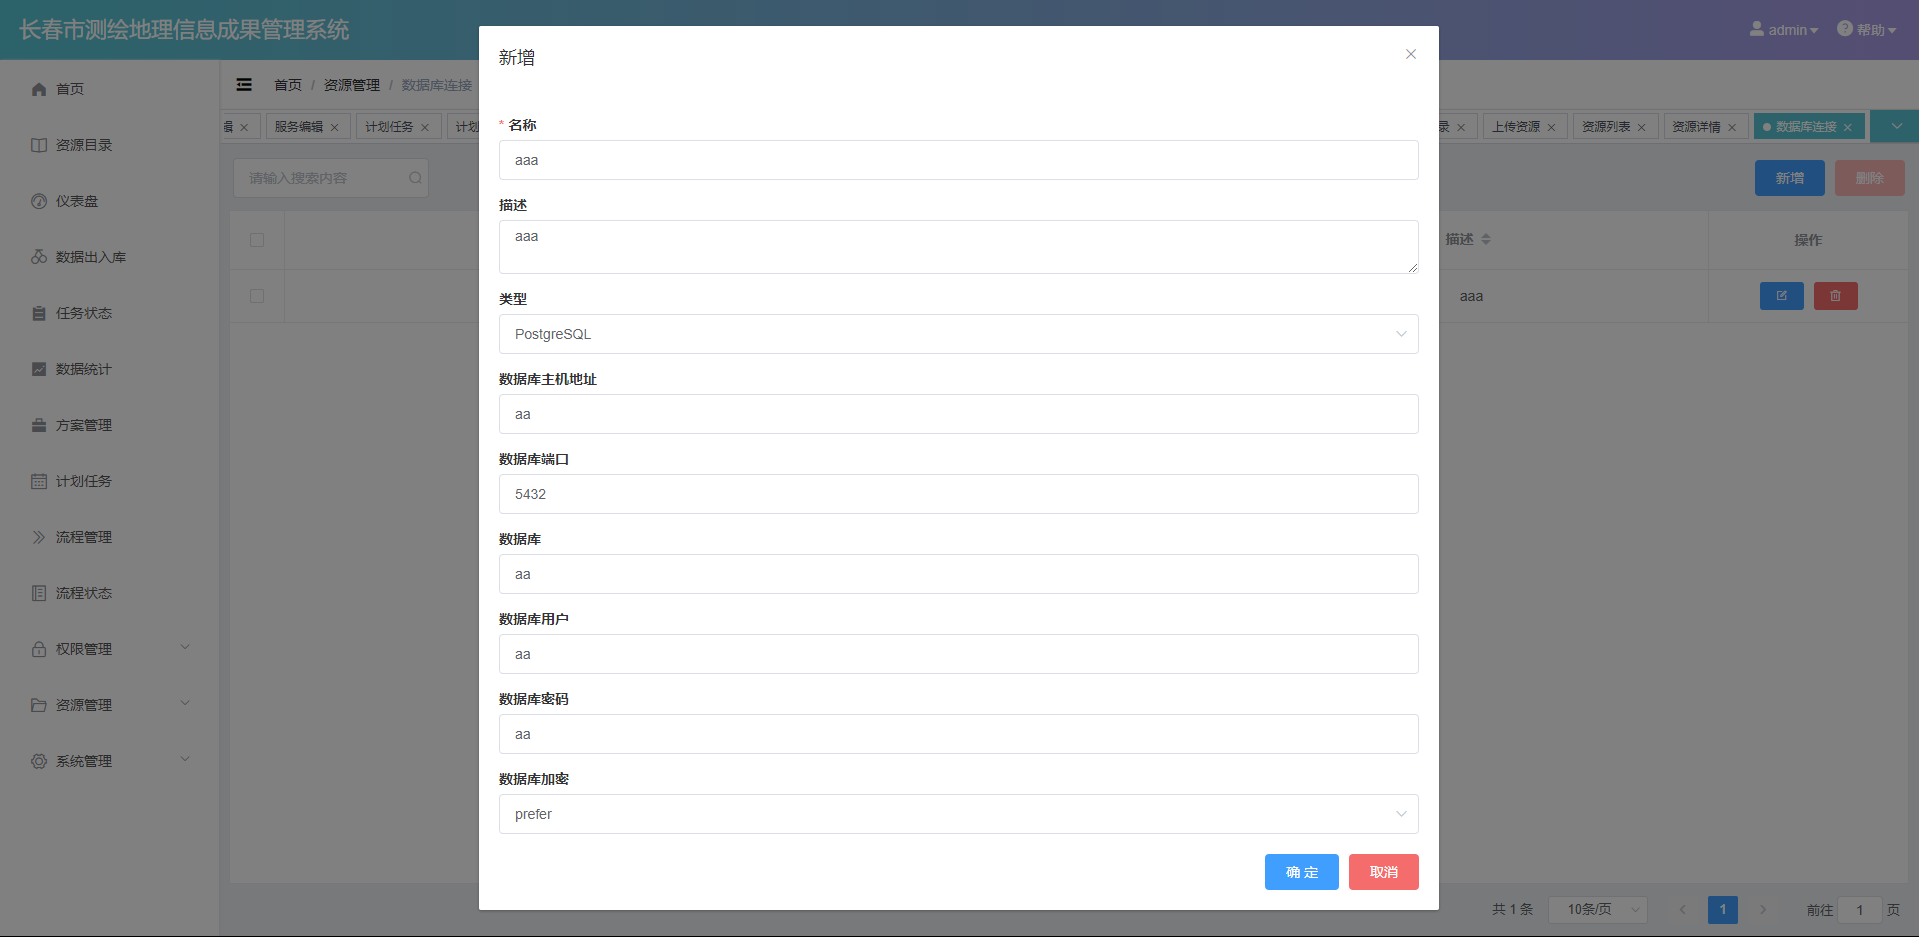 长春市测绘地理信息成果管理系统
admin
帮助
首页
资源目录
仪表盘
数据出入库
任务状态
数据统计
方案管理
计划任务
流程管理
流程状态
权限管理
资源管理
系统管理
首页 / 资源管理 / 数据库连接
服务编辑
计划任务
计划
上传资源
资源列表
资源详情
数据库连接
请输入搜索内容
新增
删除
描述
操作
aaa
新增
* 名称
aaa
描述
aaa
类型
PostgreSQL
数据库主机地址
aa
数据库端口
5432
数据库
aa
数据库用户
aa
数据库密码
aa
数据库加密
prefer
确 定
取消
共 1 条
10条/页
1
前往 1 页